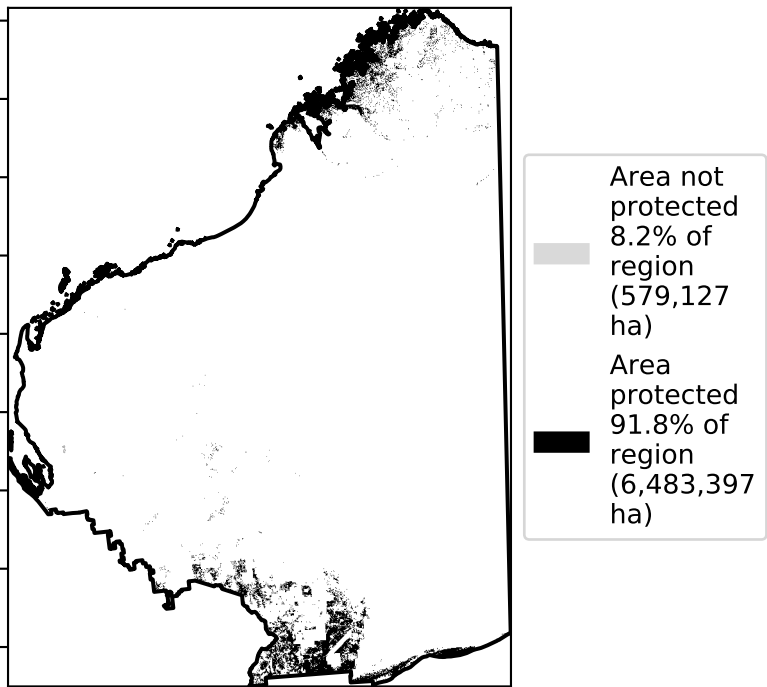 Area not
protected
8.2% of
region
(579,127
ha)
Area
protected
91.8% of
region
(6,483,397
ha)